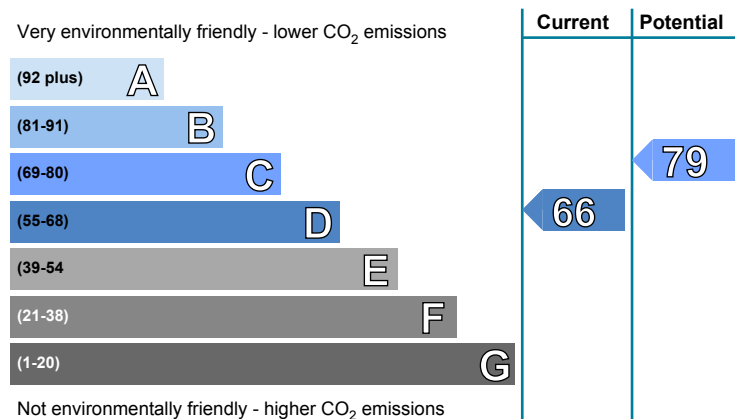 Very environmentally friendly - lower CO2 emissions
Current
Potential
(92 plus) A
(81-91) B
(69-80) C
79
(55-68) D
66
(39-54 E
(21-38) F
(1-20) G
Not environmentally friendly - higher CO2 emissions